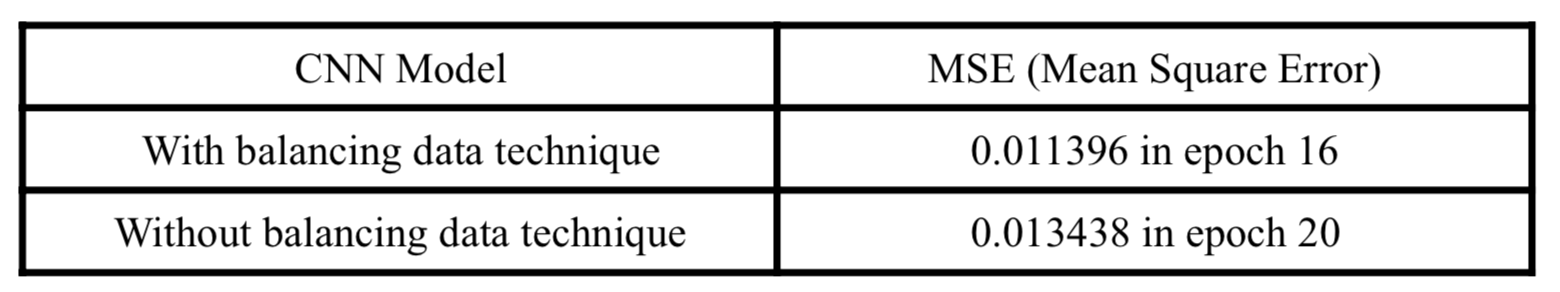 CNN Model
MSE (Mean Square Error)
With balancing data technique
0.011396 in epoch 16
Without balancing data technique
0.013438 in epoch 20